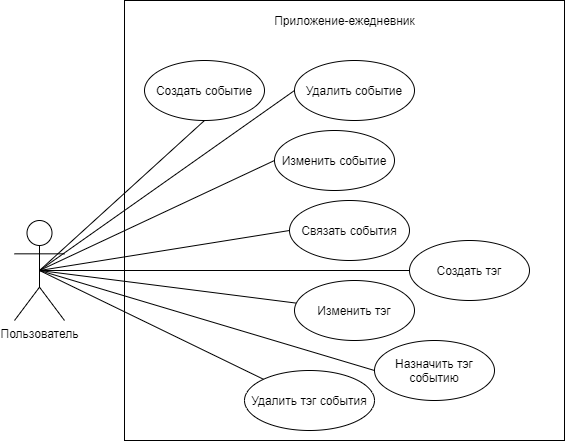 Приложение-ежедневник
Создать событие
Удалить событие
Изменить событие
Связать события
Создать тэг
Изменить тэг
Пользователь
Назначить тэг
событию
Удалить тэг события